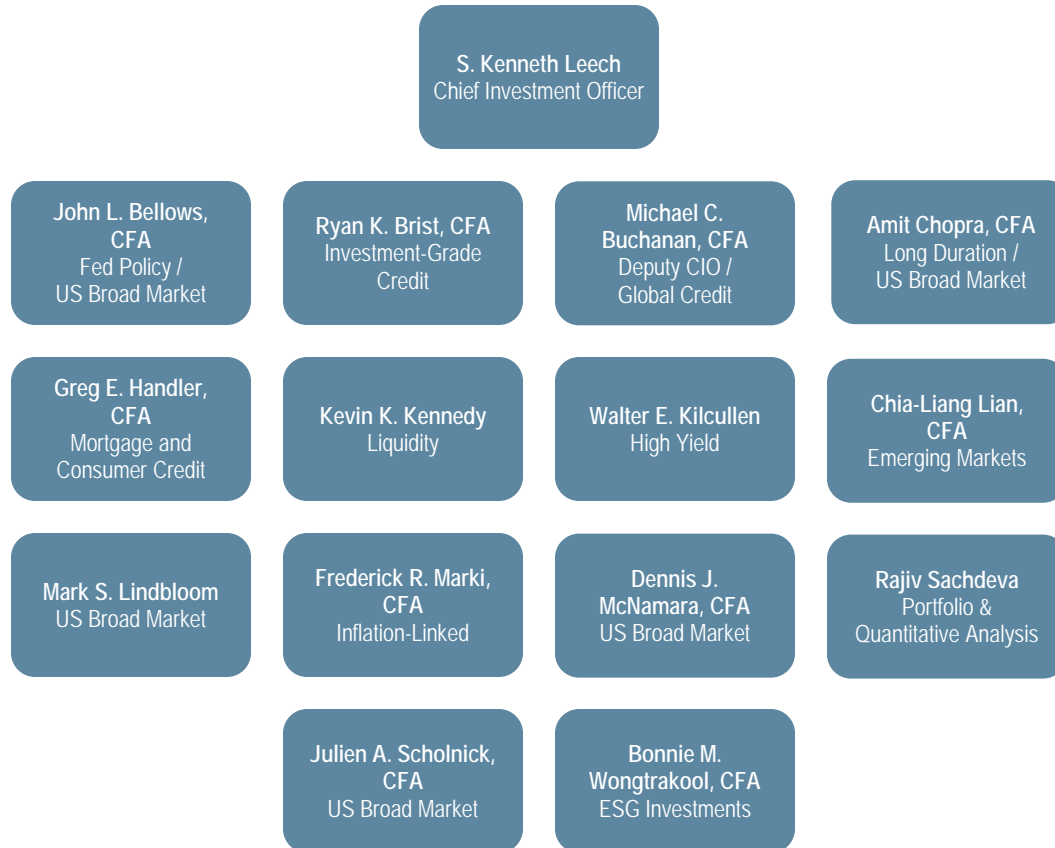 S. Kenneth Leech
Chief Investment Officer
John L. Bellows,
CFA
Fed Policy /
US Broad Market
Ryan K. Brist, CFA
Investment-Grade
Credit
Michael C.
Buchanan, CFA
Deputy CIO /
Global Credit
Amit Chopra, CFA
Long Duration /
US Broad Market
Greg E. Handler,
CFA
Mortgage and
Consumer Credit
Kevin K. Kennedy
Liquidity
Walter E. Kilcullen
High Yield
Chia-Liang Lian,
CFA
Emerging Markets
Mark S. Lindbloom
US Broad Market
Frederick R. Marki,
CFA
Inflation-Linked
Dennis J.
McNamara, CFA
US Broad Market
Rajiv Sachdeva
Portfolio &
Quantitative Analysis
Julien A. Scholnick,
CFA
US Broad Market
Bonnie M.
Wongtrakool, CFA
ESG Investments